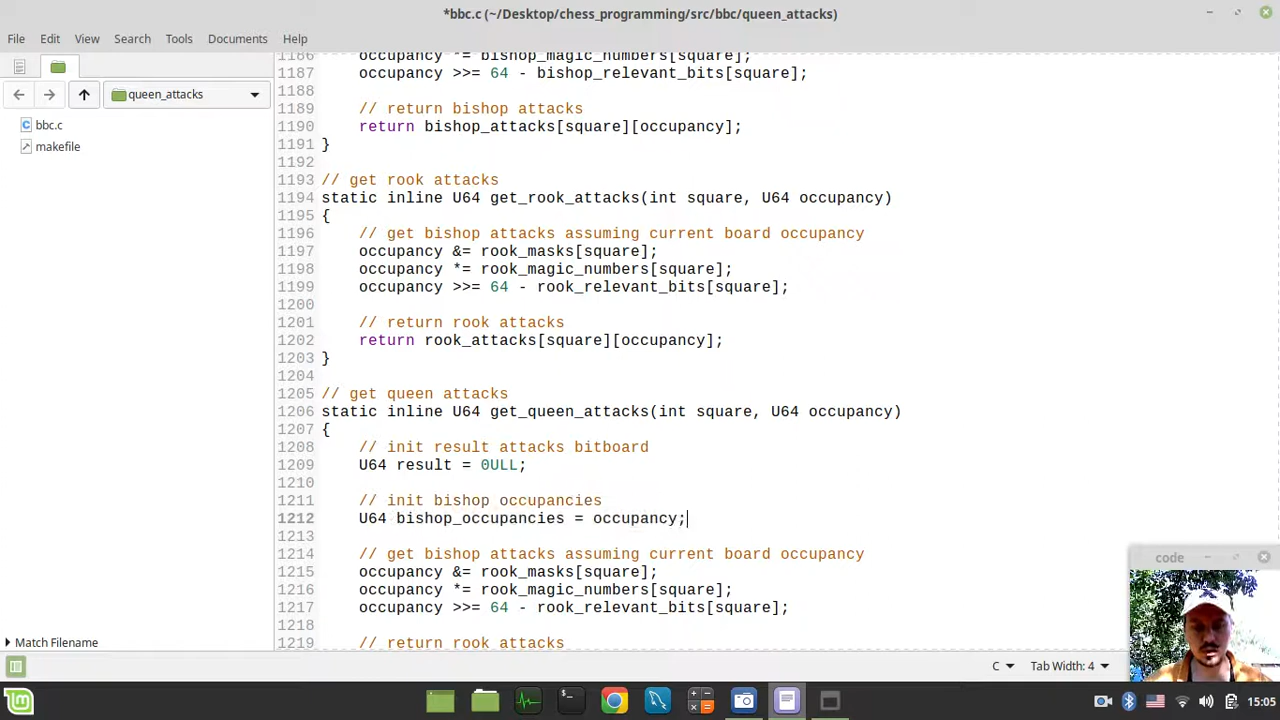 *bbc.c (~/Desktop/chess_programming/src/bbc/queen_attacks)
File Edit View Search Tools Documents Help
queen_attacks
bbc.c
makefile
1186     occupancy *= bishop_magic_numbers[square];
1187     occupancy >>= 64 - bishop_relevant_bits[square];
1188
1189     // return bishop attacks
1190     return bishop_attacks[square][occupancy];
1191 }
1192
1193 // get rook attacks
1194 static inline U64 get_rook_attacks(int square, U64 occupancy)
1195 {
1196     // get bishop attacks assuming current board occupancy
1197     occupancy &= rook_masks[square];
1198     occupancy *= rook_magic_numbers[square];
1199     occupancy >>= 64 - rook_relevant_bits[square];
1200
1201     // return rook attacks
1202     return rook_attacks[square][occupancy];
1203 }
1204
1205 // get queen attacks
1206 static inline U64 get_queen_attacks(int square, U64 occupancy)
1207 {
1208     // init result attacks bitboard
1209     U64 result = 0ULL;
1210
1211     // init bishop occupancies
1212     U64 bishop_occupancies = occupancy;
1213
1214     // get bishop attacks assuming current board occupancy
1215     occupancy &= rook_masks[square];
1216     occupancy *= rook_magic_numbers[square];
1217     occupancy >>= 64 - rook_relevant_bits[square];
1218
1219     // return rook attacks
code
Match Filename
C Tab Width: 4
15:05